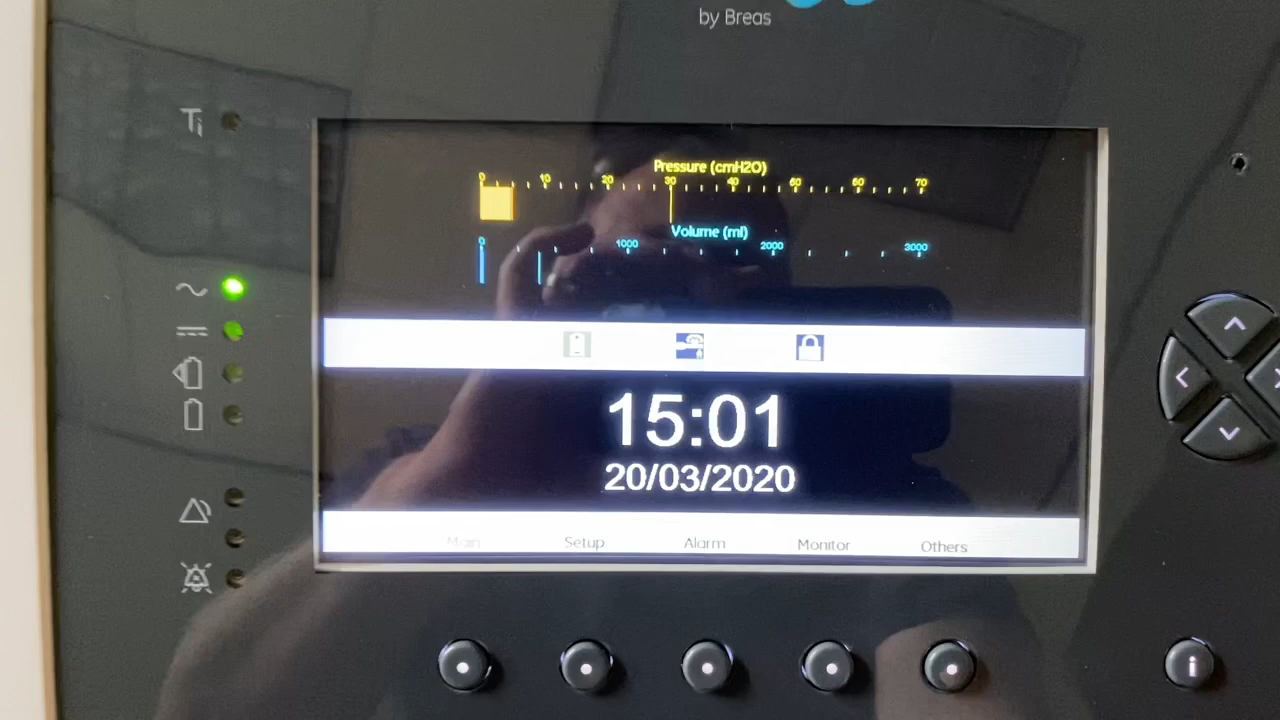 by Breas
Ti
Pressure (cmH2O)
0 10 20 30 40 50 60 70
Volume (ml)
0 1000 2000 3000
15:01
20/03/2020
Main Setup Alarm Monitor Others
i